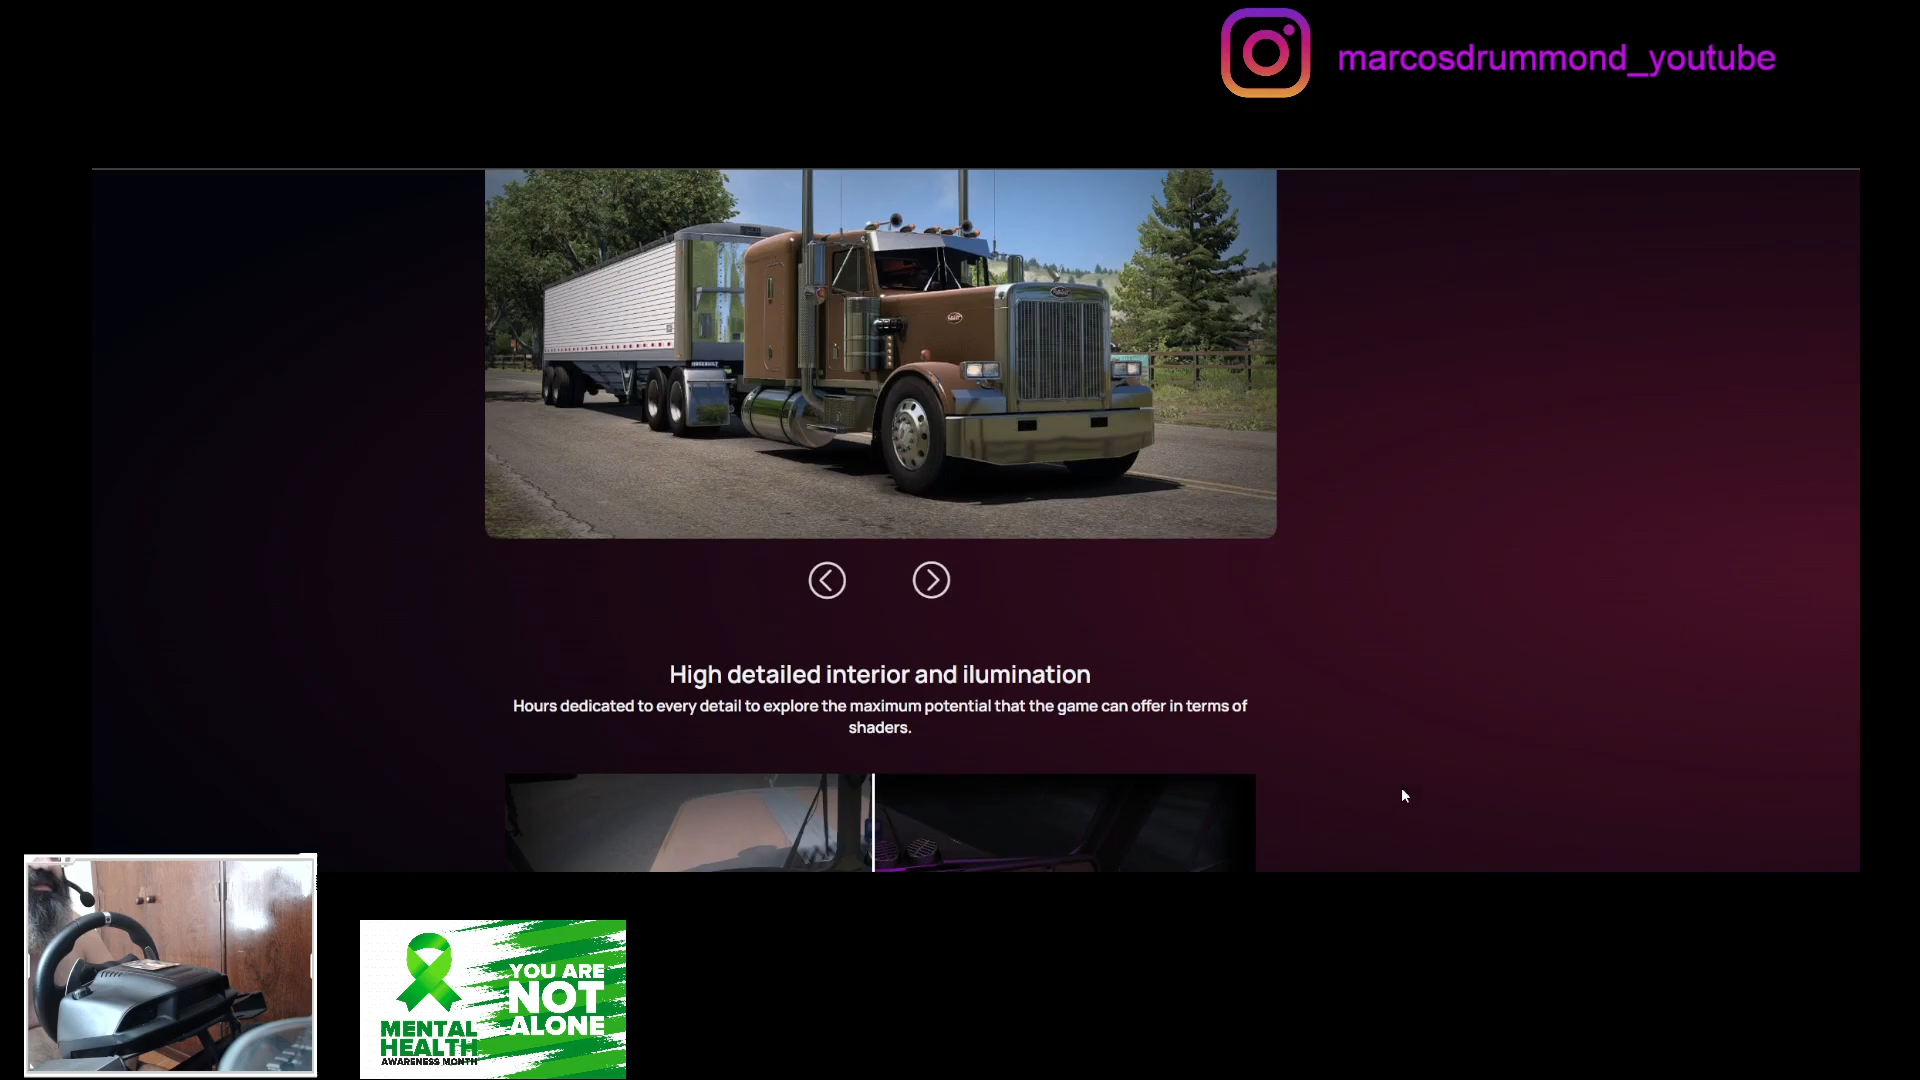 marcosdrummond_youtube
High detailed interior and ilumination
Hours dedicated to every detail to explore the maximum potential that the game can offer in terms of
shaders.
YOU ARE
NOT
ALONE
MENTAL
HEALTH
AWARENESS MONTH